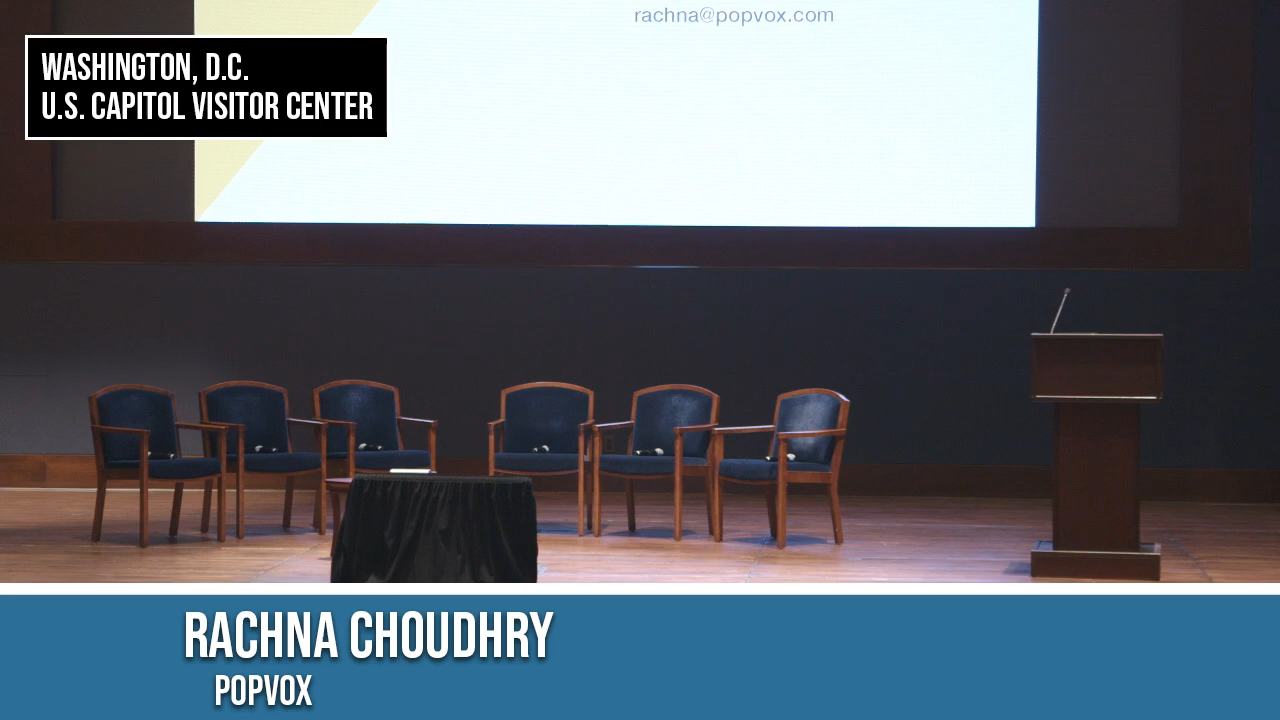 rachna@popvox.com
WASHINGTON, D.C.
U.S. CAPITOL VISITOR CENTER
RACHNA CHOUDHRY
POPVOX